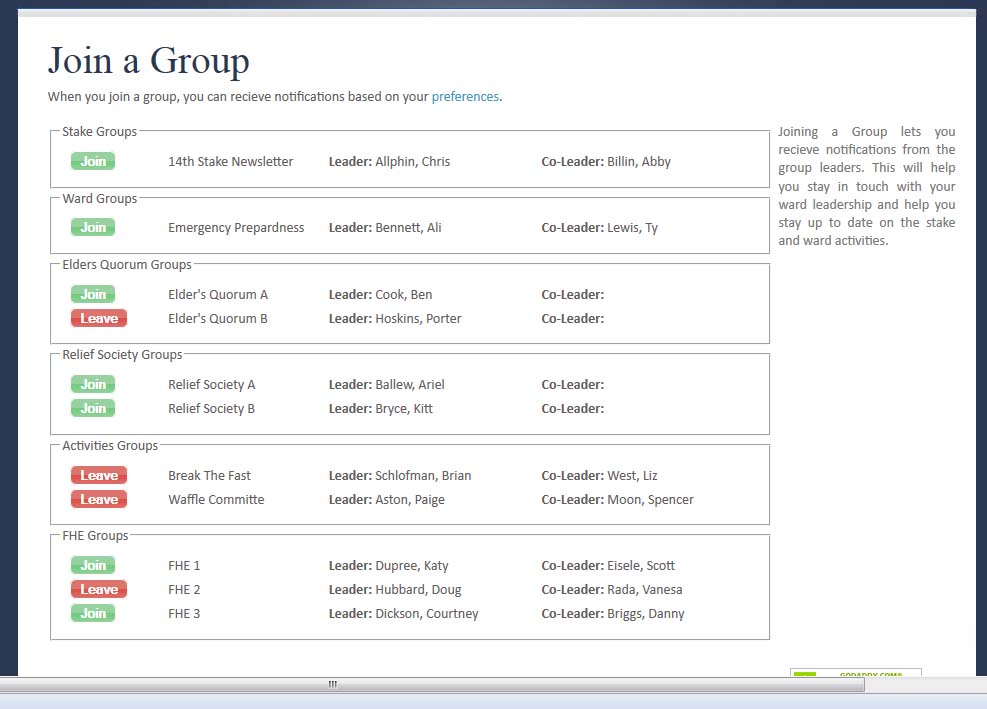 Join a Group
When you join a group, you can recieve notifications based on your preferences.
Stake Groups
Join 14th Stake Newsletter Leader: Allphin, Chris Co-Leader: Billin, Abby
Ward Groups
Join Emergency Prepardness Leader: Bennett, Ali Co-Leader: Lewis, Ty
Elders Quorum Groups
Join Elder's Quorum A Leader: Cook, Ben Co-Leader:
Leave Elder's Quorum B Leader: Hoskins, Porter Co-Leader:
Relief Society Groups
Join Relief Society A Leader: Ballew, Ariel Co-Leader:
Join Relief Society B Leader: Bryce, Kitt Co-Leader:
Activities Groups
Leave Break The Fast Leader: Schlofman, Brian Co-Leader: West, Liz
Leave Waffle Committe Leader: Aston, Paige Co-Leader: Moon, Spencer
FHE Groups
Join FHE 1 Leader: Dupree, Katy Co-Leader: Eisele, Scott
Leave FHE 2 Leader: Hubbard, Doug Co-Leader: Rada, Vanesa
Join FHE 3 Leader: Dickson, Courtney Co-Leader: Briggs, Danny
Joining a Group lets you
recieve notifications from the
group leaders. This will help
you stay in touch with your
ward leadership and help you
stay up to date on the stake
and ward activities.